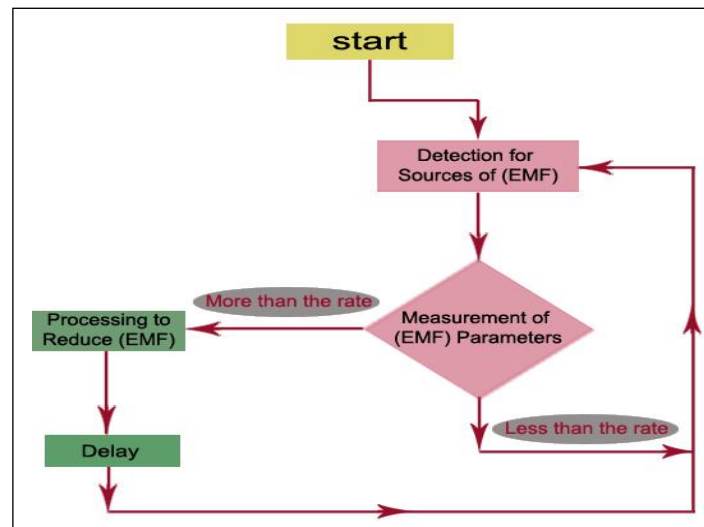 start
Detection for
Sources of (EMF)
More than the rate
Processing to
Reduce (EMF)
Measurement of
(EMF) Parameters
Less than the rate
Delay